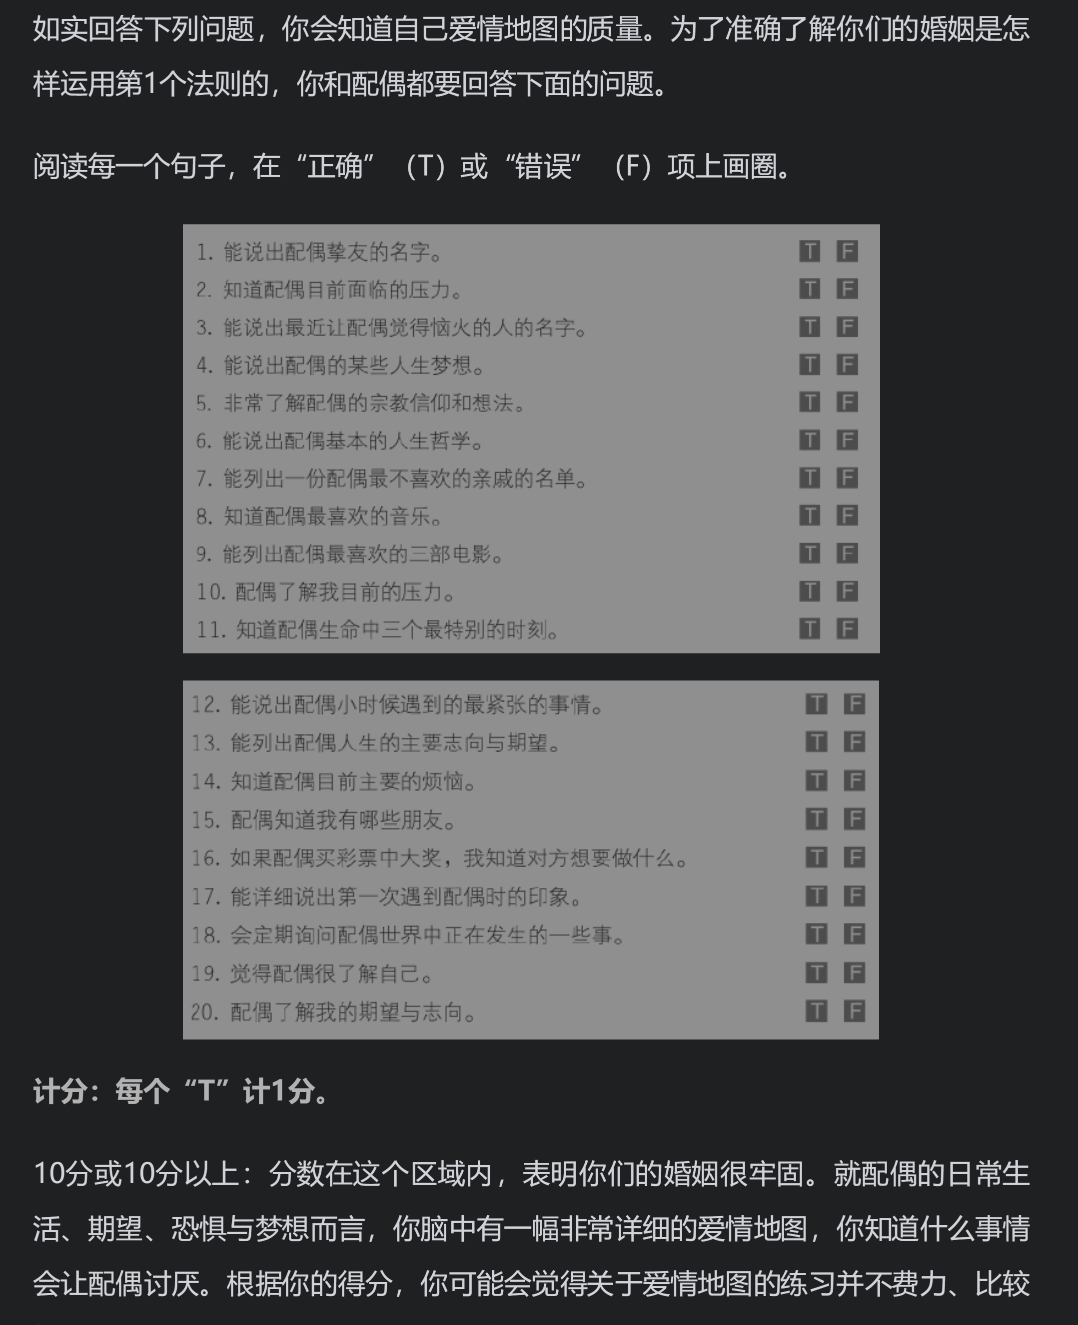 如实回答下列问题，你会知道自己爱情地图的质量。为了准确了解你们的婚姻是怎
样运用第1个法则的，你和配偶都要回答下面的问题。
阅读每一个句子，在“正确”（T）或“错误”（F）项上画圈。
1. 能说出配偶挚友的名字。 T F
2. 知道配偶目前面临的压力。 T F
3. 能说出最近让配偶觉得恼火的人的名字。 T F
4. 能说出配偶的某些人生梦想。 T F
5. 非常了解配偶的宗教信仰和想法。 T F
6. 能说出配偶基本的人生哲学。 T F
7. 能列出一份配偶最不喜欢的亲戚的名单。 T F
8. 知道配偶最喜欢的音乐。 T F
9. 能列出配偶最喜欢的三部电影。 T F
10. 配偶了解我目前的压力。 T F
11. 知道配偶生命中三个最特别的时刻。 T F
12. 能说出配偶小时候遇到的最紧张的事情。 T F
13. 能列出配偶人生的主要志向与期望。 T F
14. 知道配偶目前主要的烦恼。 T F
15. 配偶知道我有哪些朋友。 T F
16. 如果配偶买彩票中大奖，我知道对方想要做什么。 T F
17. 能详细说出第一次遇到配偶时的印象。 T F
18. 会定期询问配偶世界中正在发生的一些事。 T F
19. 觉得配偶很了解自己。 T F
20. 配偶了解我的期望与志向。 T F
计分：每个“T”计1分。
10分或10分以上：分数在这个区域内，表明你们的婚姻很牢固。就配偶的日常生
活、期望、恐惧与梦想而言，你脑中有一幅非常详细的爱情地图，你知道什么事情
会让配偶讨厌。根据你的得分，你可能会觉得关于爱情地图的练习并不费力、比较